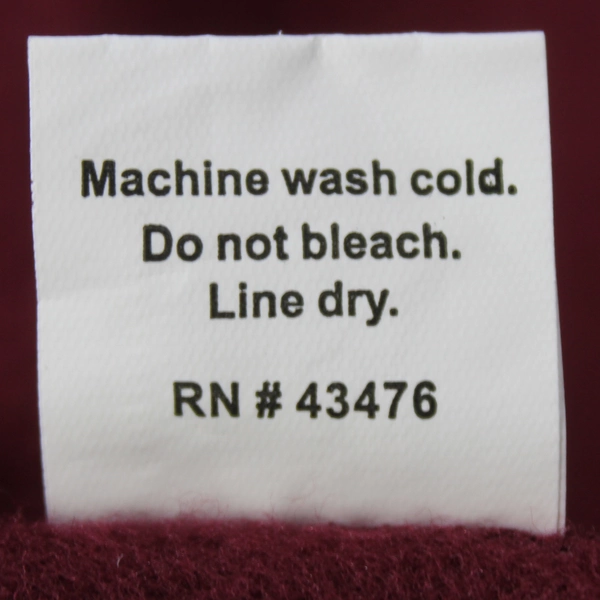 Machine wash cold.
Do not bleach.
Line dry.
RN # 43476